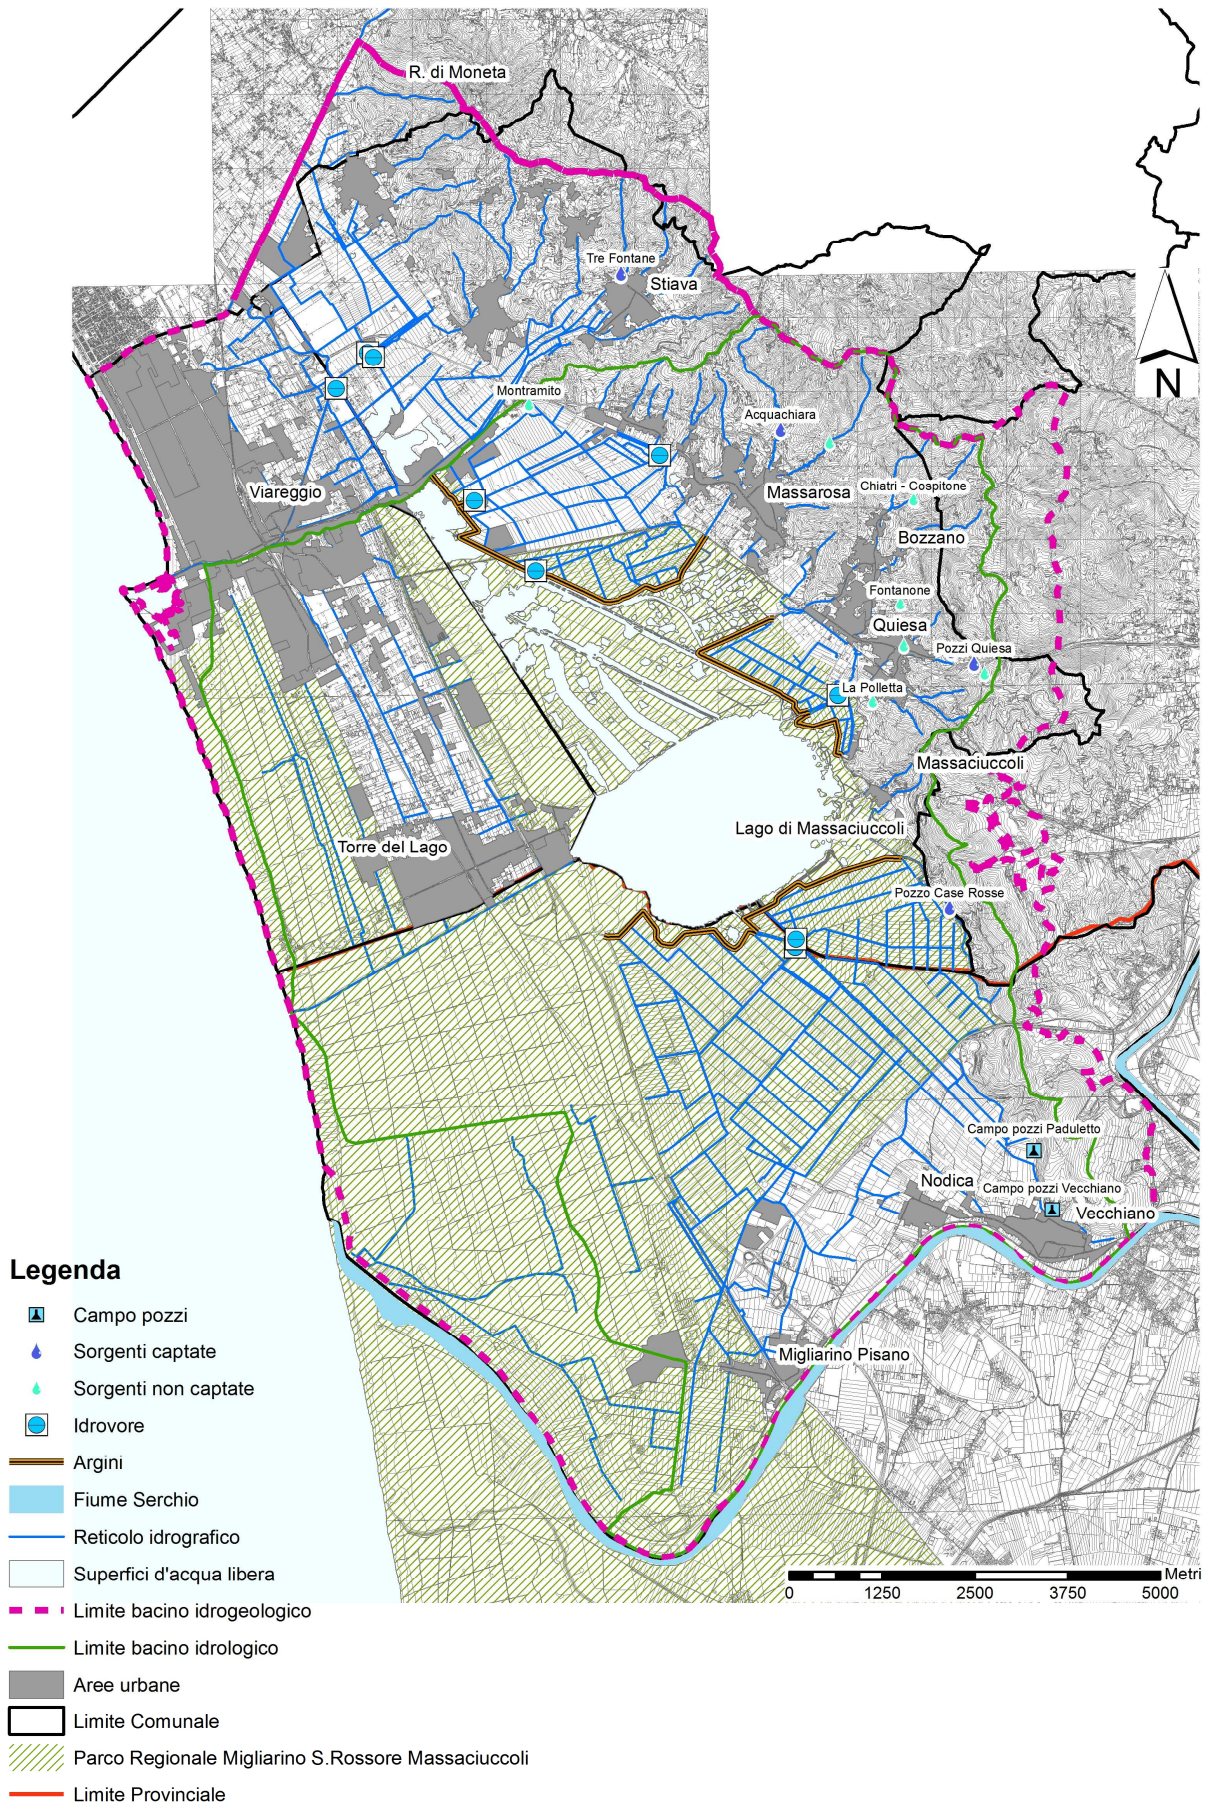 R. di Moneta
Tre Fontane
Stiava
Montramito
Acquachiara
Viareggio
Massarosa
Chiatri - Cospitone
Bozzano
Fontanone
Quiesa
Pozzi Quiesa
La Polletta
Massaciuccoli
Lago di Massaciuccoli
Torre del Lago
Pozzo Case Rosse
Campo pozzi Paduletto
Nodica
Campo pozzi Vecchiano
Vecchiano
Migliarino Pisano
N
Legenda
Campo pozzi
Sorgenti captate
Sorgenti non captate
Idrovore
Argini
Fiume Serchio
Reticolo idrografico
Superfici d'acqua libera
Limite bacino idrogeologico
Limite bacino idrologico
Aree urbane
Limite Comunale
Parco Regionale Migliarino S.Rossore Massaciuccoli
Limite Provinciale
Metri
0 1250 2500 3750 5000